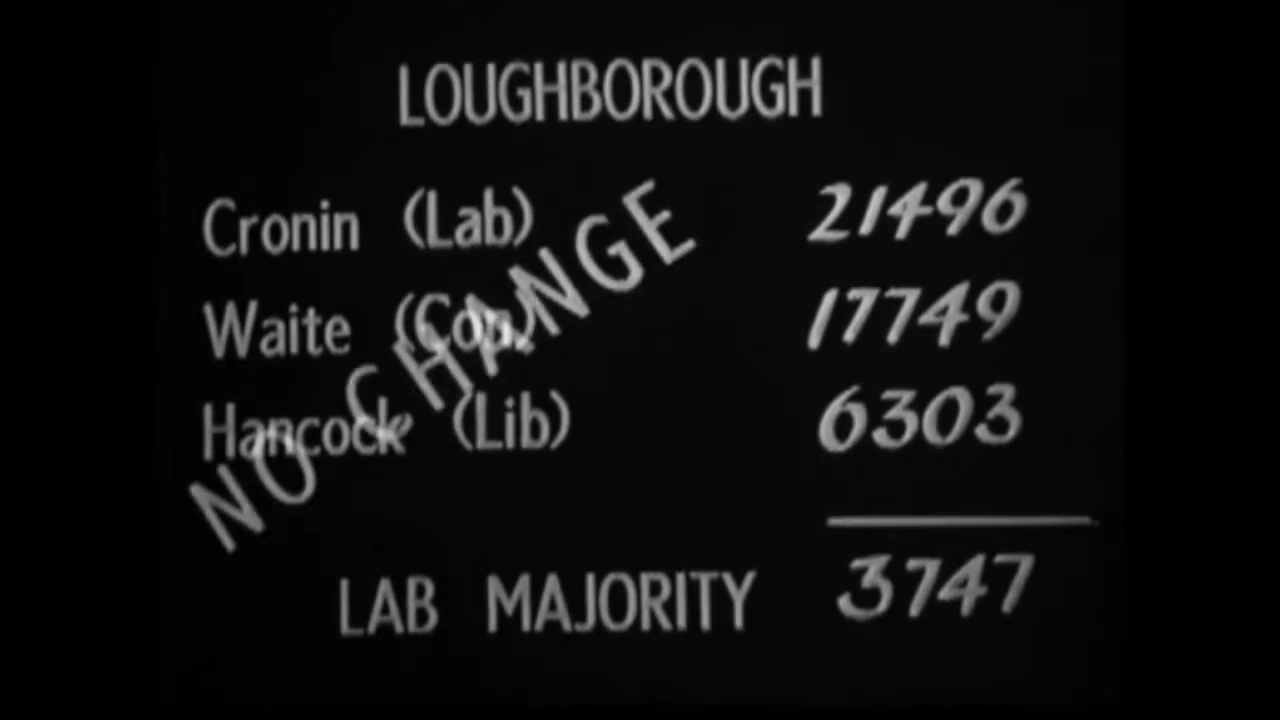 LOUGHBOROUGH
Cronin (Lab) 21496
Waite (Con) 17749
Hancock (Lib) 6303
NO CHANGE
LAB MAJORITY 3747